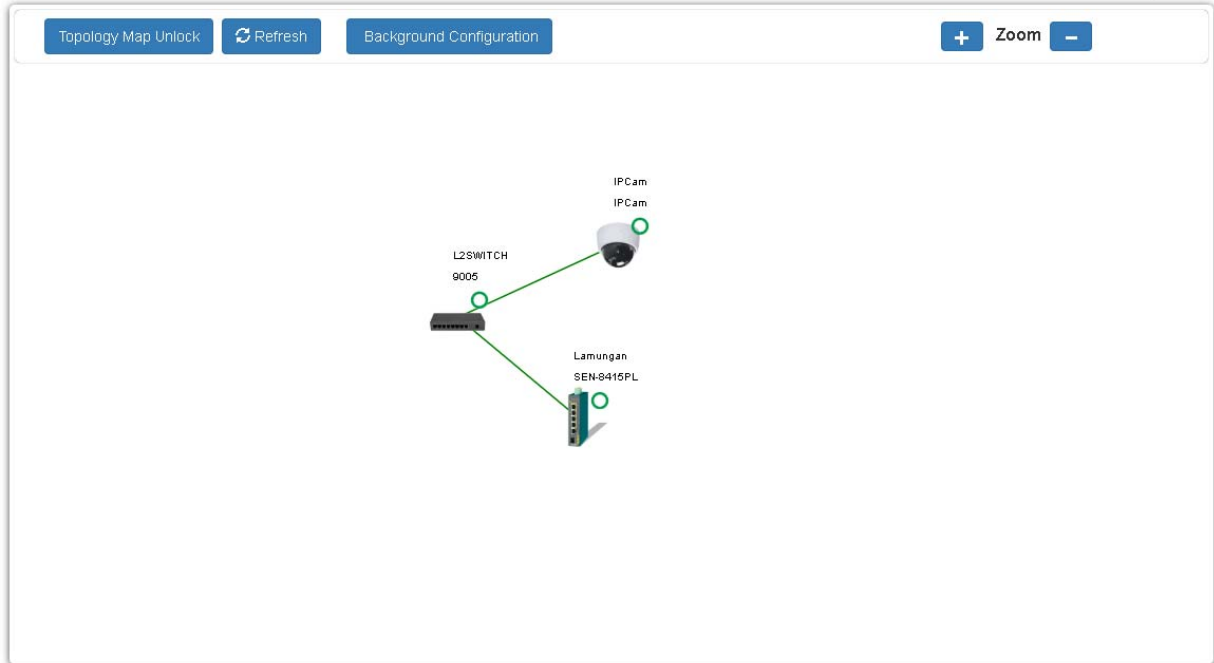 Topology Map Unlock
Refresh
Background Configuration
+ Zoom −
IPCam
IPCam
L2SWITCH
9005
Lamungan
SEN-8415PL